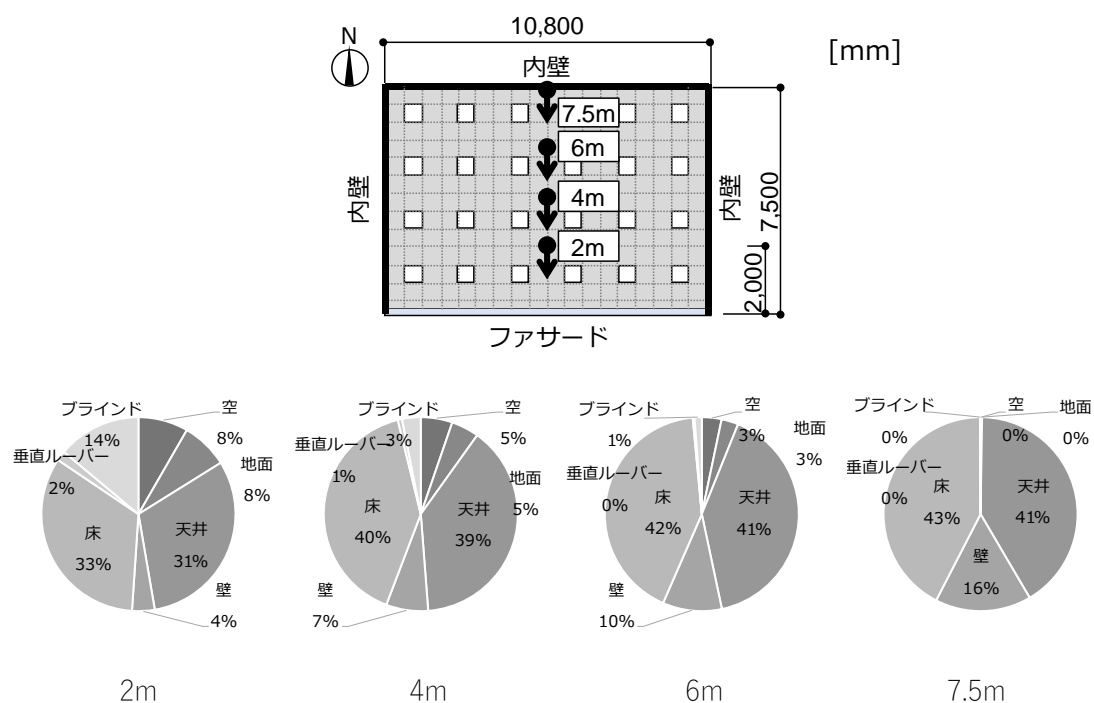 10,800
[mm]
N
内壁
7.5m
6m
内壁
内壁
7,500
4m
2m
2,000
ファサード
ブラインド
14%
空
8%
垂直ルーバー
2%
地面
8%
床
33%
天井
31%
壁
4%
2m
ブラインド
3%
空
5%
垂直ルーバー
1%
地面
5%
床
40%
天井
39%
壁
7%
4m
ブラインド
1%
空
3%
地面
3%
垂直ルーバー
0%
床
42%
天井
41%
壁
10%
6m
ブラインド
0%
空
0%
地面
0%
垂直ルーバー
0%
床
43%
天井
41%
壁
16%
7.5m